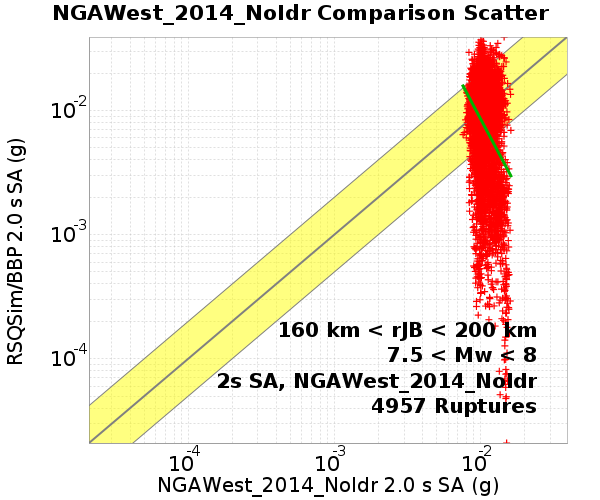 NGAWest_2014_NoIdr Comparison Scatter
RSQSim/BBP 2.0 s SA (g)
10-2
10-3
10-4
160 km < rJB < 200 km
7.5 < Mw < 8
2s SA, NGAWest_2014_NoIdr
4957 Ruptures
10-4 10-3 10-2
NGAWest_2014_NoIdr 2.0 s SA (g)